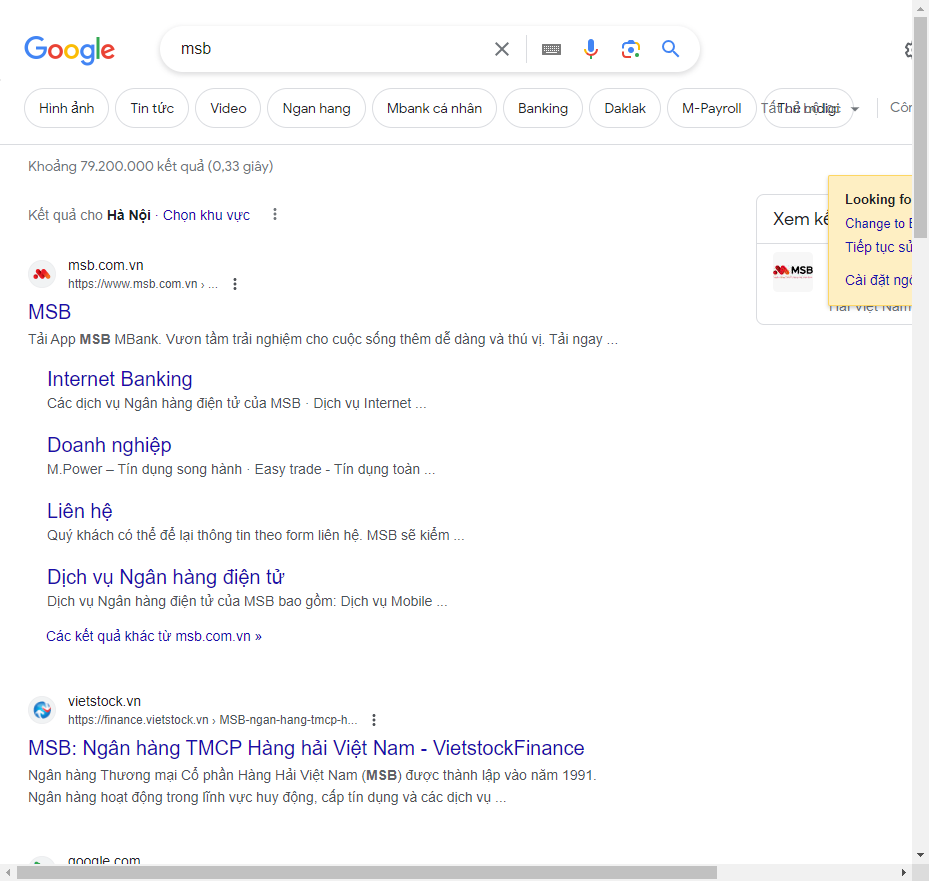 Google
msb
Hình ảnh
Tin tức
Video
Ngan hang
Mbank cá nhân
Banking
Daklak
M-Payroll
Khoảng 79.200.000 kết quả (0,33 giây)
Kết quả cho Hà Nội · Chọn khu vực
Xem
Looking fo
Change to
Tiếp tục
Cài đặt
MSB
Hải Việt Nam
msb.com.vn
https://www.msb.com.vn › ...
MSB
Tải App MSB MBank. Vươn tầm trải nghiệm cho cuộc sống thêm dễ dàng và thú vị. Tải ngay ...
Internet Banking
Các dịch vụ Ngân hàng điện tử của MSB · Dịch vụ Internet ...
Doanh nghiệp
M.Power – Tín dụng song hành · Easy trade - Tín dụng toàn ...
Liên hệ
Quý khách có thể để lại thông tin theo form liên hệ. MSB sẽ kiểm ...
Dịch vụ Ngân hàng điện tử
Dịch vụ Ngân hàng điện tử của MSB bao gồm: Dịch vụ Mobile ...
Các kết quả khác từ msb.com.vn »
vietstock.vn
https://finance.vietstock.vn › MSB-ngan-hang-tmcp-h...
MSB: Ngân hàng TMCP Hàng hải Việt Nam - VietstockFinance
Ngân hàng Thương mại Cổ phần Hàng Hải Việt Nam (MSB) được thành lập vào năm 1991.
Ngân hàng hoạt động trong lĩnh vực huy động, cấp tín dụng và các dịch vụ ...
google.com